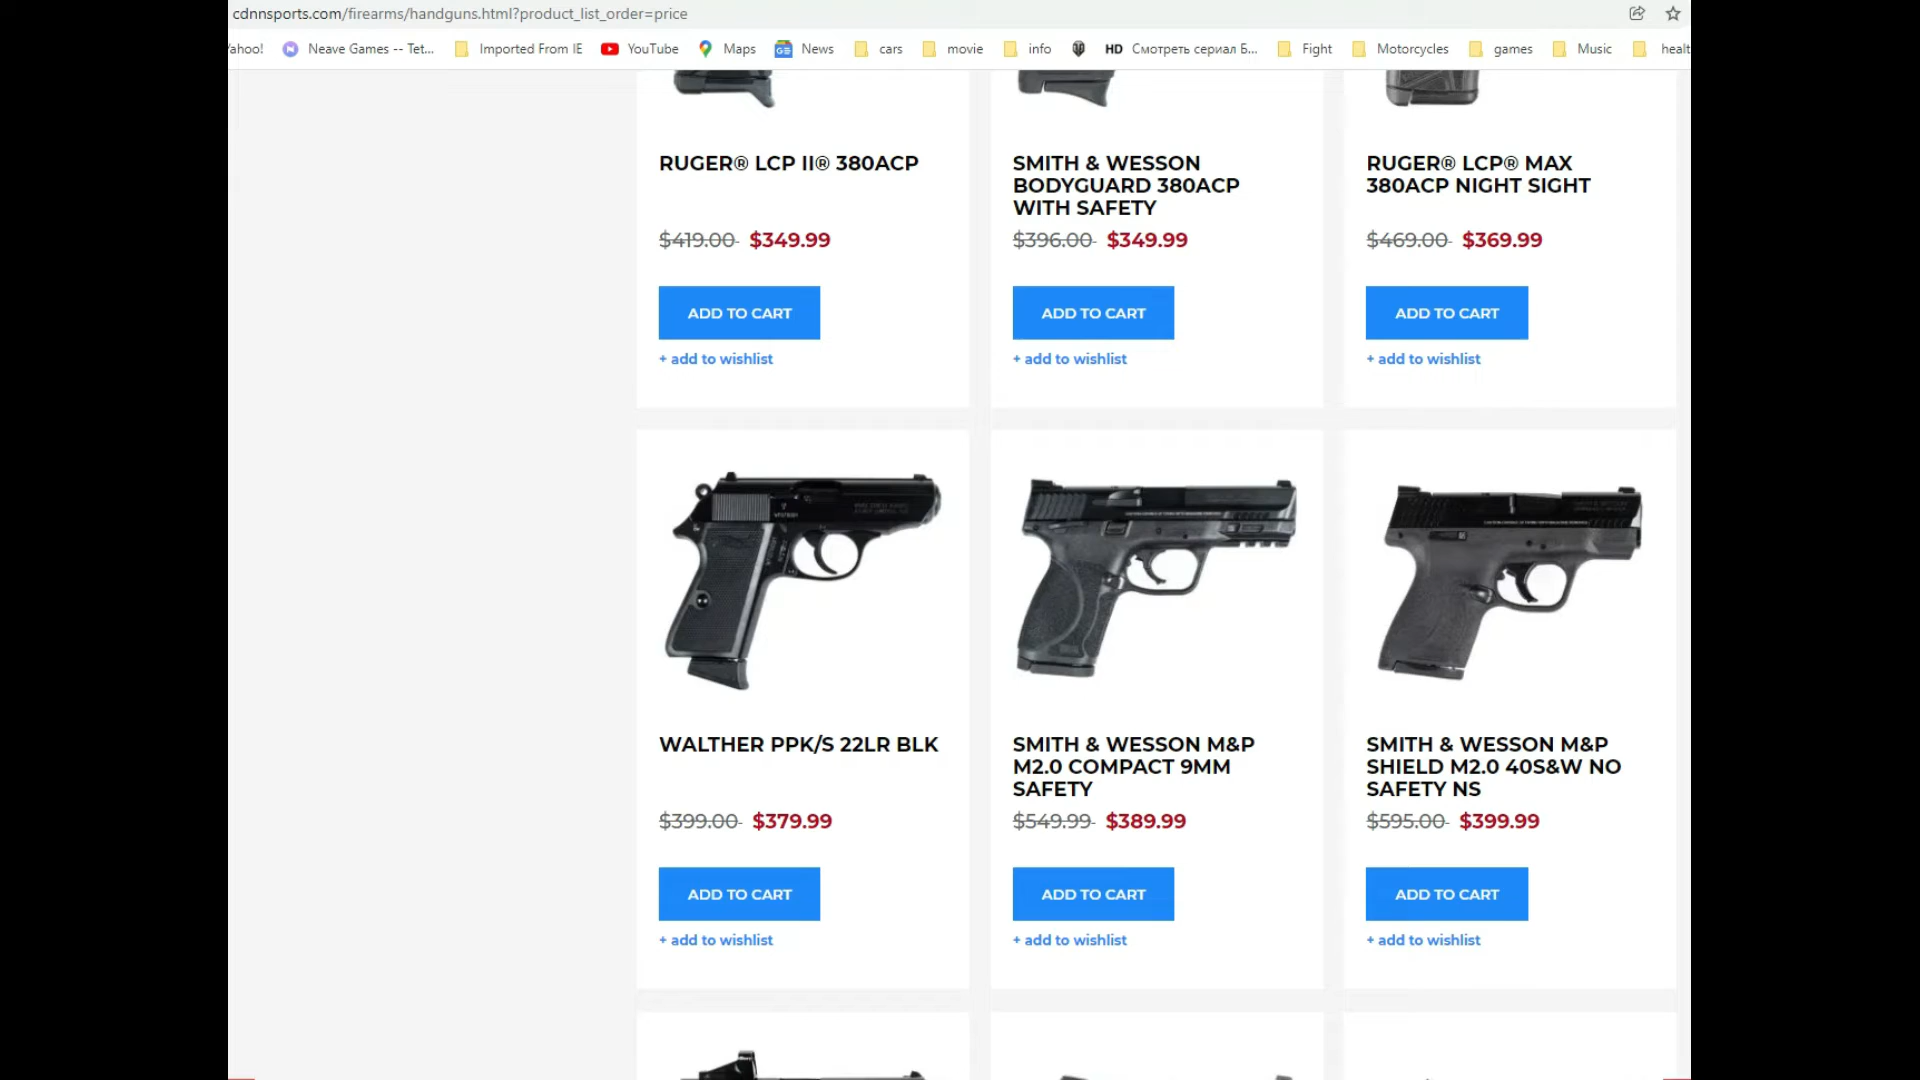 cdnnsports.com/firearms/handguns.html?product_list_order=price
ahoo! Neave Games -- Tet... Imported From IE YouTube Maps News cars movie info HD Смотреть сериал Б... Fight Motorcycles games Music healt
RUGER® LCP II® 380ACP
$419.00 $349.99
ADD TO CART
+ add to wishlist
SMITH & WESSON
BODYGUARD 380ACP
WITH SAFETY
$396.00 $349.99
ADD TO CART
+ add to wishlist
RUGER® LCP® MAX
380ACP NIGHT SIGHT
$469.00 $369.99
ADD TO CART
+ add to wishlist
WALTHER PPK/S 22LR BLK
$399.00 $379.99
ADD TO CART
+ add to wishlist
SMITH & WESSON M&P
M2.0 COMPACT 9MM
SAFETY
$549.99 $389.99
ADD TO CART
+ add to wishlist
SMITH & WESSON M&P
SHIELD M2.0 40S&W NO
SAFETY NS
$595.00 $399.99
ADD TO CART
+ add to wishlist